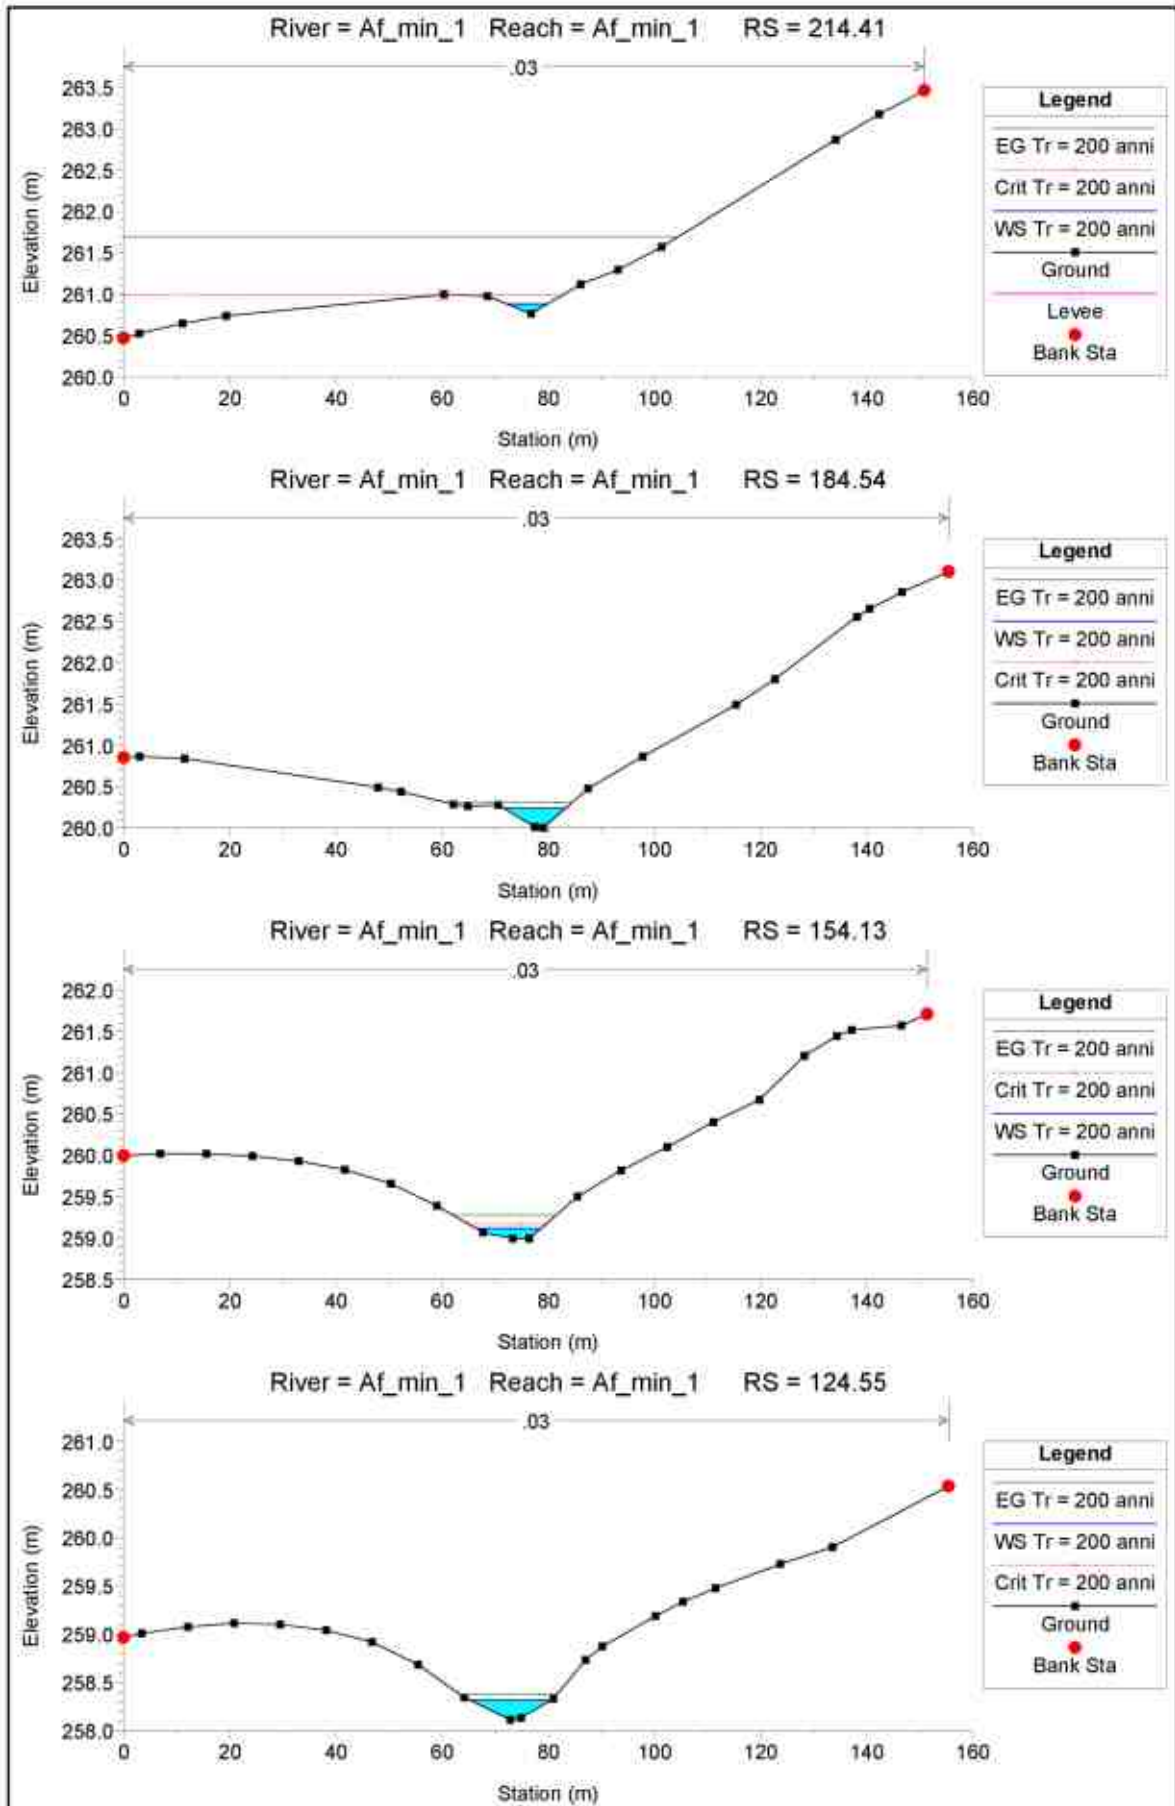 River = Af_min_1 Reach = Af_min_1 RS = 214.41
.03
263.5
263.0
262.5
262.0
261.5
261.0
260.5
260.0
Elevation (m)
0 20 40 60 80 100 120 140 160
Station (m)
Legend
EG Tr = 200 anni
Crit Tr = 200 anni
WS Tr = 200 anni
Ground
Levee
Bank Sta
River = Af_min_1 Reach = Af_min_1 RS = 184.54
.03
263.5
263.0
262.5
262.0
261.5
261.0
260.5
260.0
Elevation (m)
0 20 40 60 80 100 120 140 160
Station (m)
Legend
EG Tr = 200 anni
WS Tr = 200 anni
Crit Tr = 200 anni
Ground
Bank Sta
River = Af_min_1 Reach = Af_min_1 RS = 154.13
.03
262.0
261.5
261.0
260.5
260.0
259.5
259.0
258.5
Elevation (m)
0 20 40 60 80 100 120 140 160
Station (m)
Legend
EG Tr = 200 anni
Crit Tr = 200 anni
WS Tr = 200 anni
Ground
Bank Sta
River = Af_min_1 Reach = Af_min_1 RS = 124.55
.03
261.0
260.5
260.0
259.5
259.0
258.5
258.0
Elevation (m)
0 20 40 60 80 100 120 140 160
Station (m)
Legend
EG Tr = 200 anni
WS Tr = 200 anni
Crit Tr = 200 anni
Ground
Bank Sta